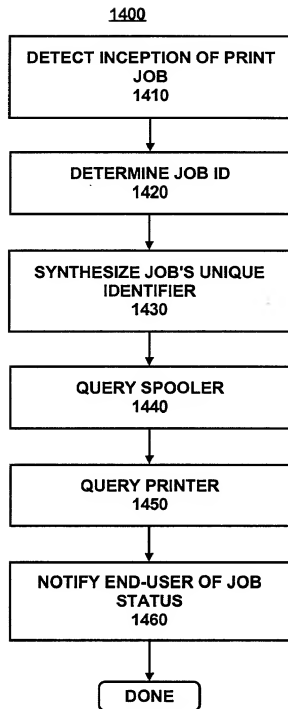 1400
DETECT INCEPTION OF PRINT
JOB
1410
DETERMINE JOB ID
1420
SYNTHESIZE JOB'S UNIQUE
IDENTIFIER
1430
QUERY SPOOLER
1440
QUERY PRINTER
1450
NOTIFY END-USER OF JOB
STATUS
1460
DONE